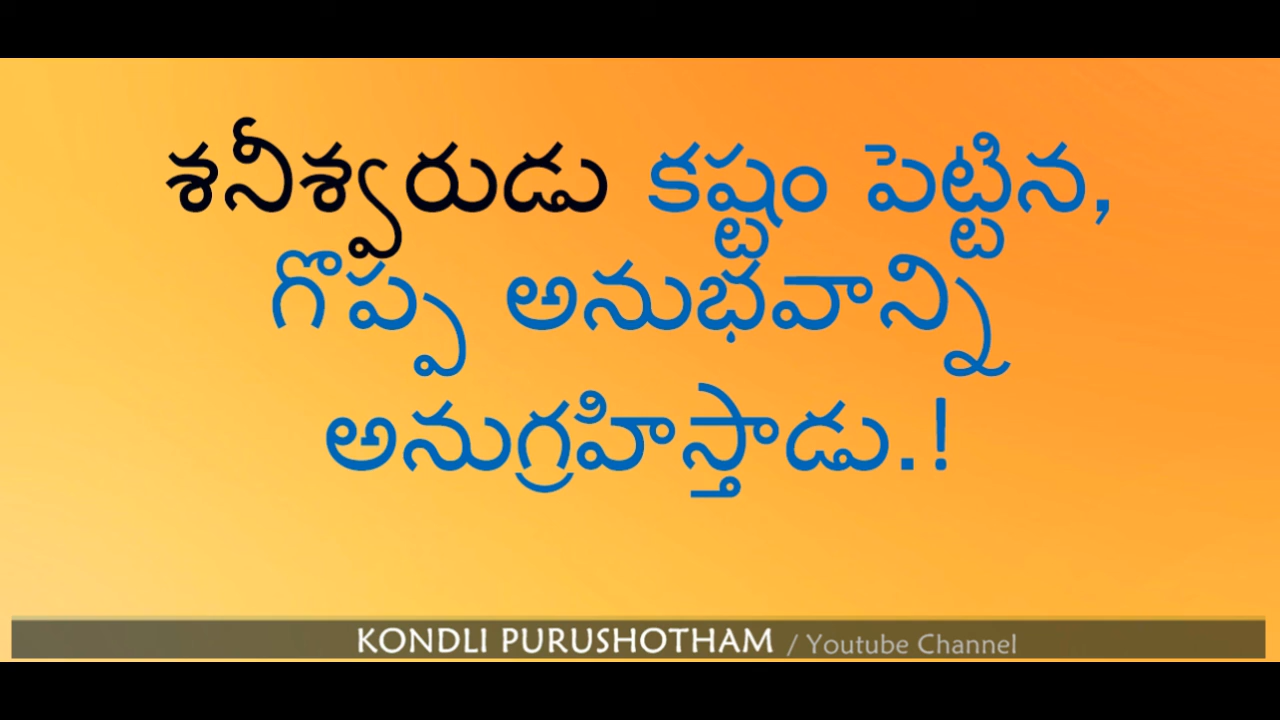 శనీశ్వరుడు కష్టం పెట్టిన,
గొప్ప అనుభవాన్ని
అనుగ్రహిస్తాడు.!
KONDLI PURUSHOTHAM / Youtube Channel